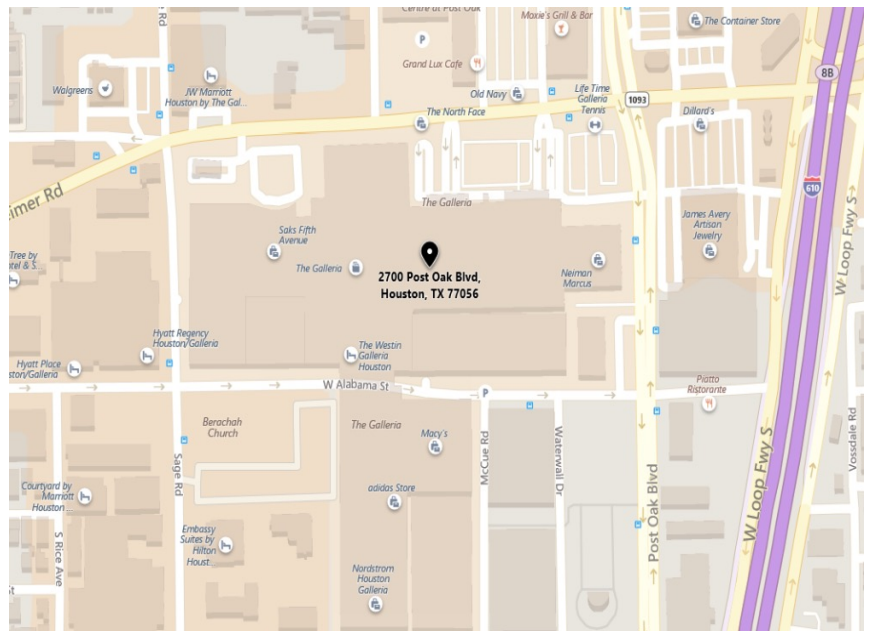 Centre at Post Oak
Maxie's Grill & Bar
The Container Store
Rd
P
Grand Lux Cafe
8B
Walgreens
JW Marriott
Houston by The Gal...
Old Navy
Life Time
Galleria
Tennis
1093
The North Face
Dillard's
610
imer Rd
The Galleria
James Avery
Artisan
Jewelry
W Loop Fwy S
Saks Fifth
Avenue
Tree by
otel & S...
The Galleria
2700 Post Oak Blvd,
Houston, TX 77056
Neiman
Marcus
Hyatt Regency
Houston/Galleria
The Westin
Galleria
Houston
Hyatt Place
ston/Galleria
W Alabama St
P
Piatto
Ristorante
Berachah
Church
The Galleria
Macy's
McCue Rd
Waterwall Dr
Vossdale Rd
Sage Rd
Courtyard by
Marriott
Houston
adidas Store
Post Oak Blvd
W Loop Fwy S
S Rice Ave
Embassy
Suites by
Hilton
Houst...
Nordstrom
Houston
Galleria
St